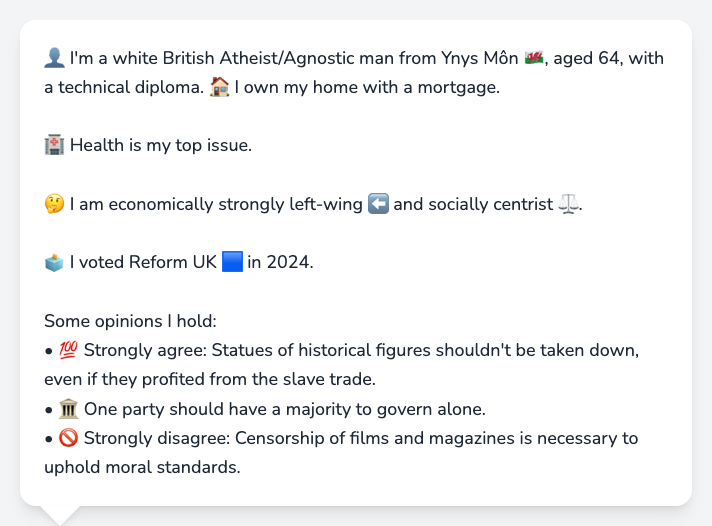 👤 I'm a white British Atheist/Agnostic man from Ynys Môn 🏴󠁧󠁢󠁷󠁬󠁳󠁿, aged 64, with
a technical diploma. 🏠 I own my home with a mortgage.
🏥 Health is my top issue.
🤔 I am economically strongly left-wing ⬅️ and socially centrist ⚖️.
🗳️ I voted Reform UK 🟦 in 2024.
Some opinions I hold:
• 💯 Strongly agree: Statues of historical figures shouldn't be taken down,
even if they profited from the slave trade.
• 🏛️ One party should have a majority to govern alone.
• 🚫 Strongly disagree: Censorship of films and magazines is necessary to
uphold moral standards.